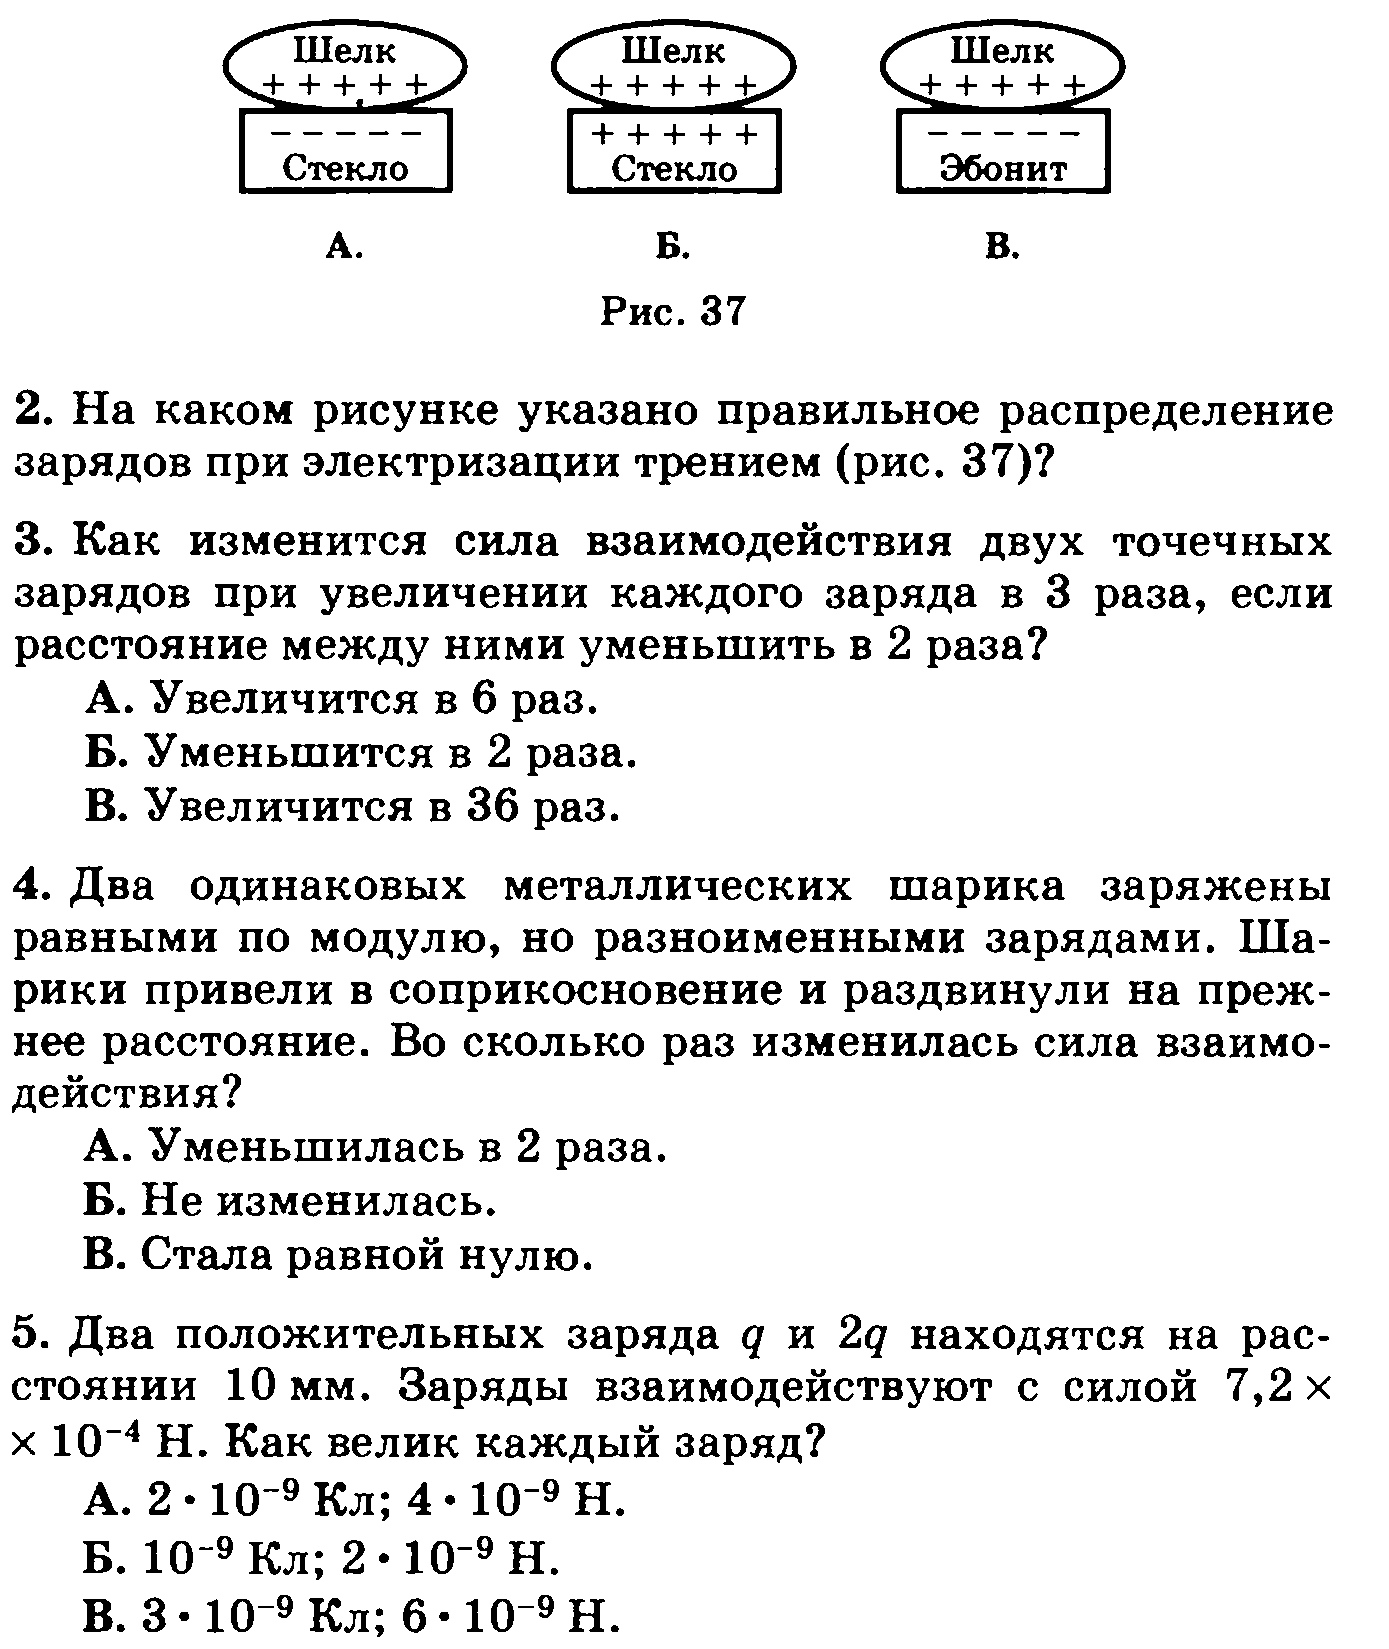 Шелк Шелк Шелк
+ + + + + + + + + + + + + + +
− − − − − + + + + + − − − − −
Стекло Стекло Эбонит
А. Б. В.
Рис. 37
2. На каком рисунке указано правильное распределение
зарядов при электризации трением (рис. 37)?
3. Как изменится сила взаимодействия двух точечных
зарядов при увеличении каждого заряда в 3 раза, если
расстояние между ними уменьшить в 2 раза?
А. Увеличится в 6 раз.
Б. Уменьшится в 2 раза.
В. Увеличится в 36 раз.
4. Два одинаковых металлических шарика заряжены
равными по модулю, но разноименными зарядами. Ша-
рики привели в соприкосновение и раздвинули на преж-
нее расстояние. Во сколько раз изменилась сила взаимо-
действия?
А. Уменьшилась в 2 раза.
Б. Не изменилась.
В. Стала равной нулю.
5. Два положительных заряда q и 2q находятся на рас-
стоянии 10 мм. Заряды взаимодействуют с силой 7,2 ×
× 10⁻⁴ Н. Как велик каждый заряд?
А. 2 · 10⁻⁹ Кл; 4 · 10⁻⁹ Н.
Б. 10⁻⁹ Кл; 2 · 10⁻⁹ Н.
В. 3 · 10⁻⁹ Кл; 6 · 10⁻⁹ Н.